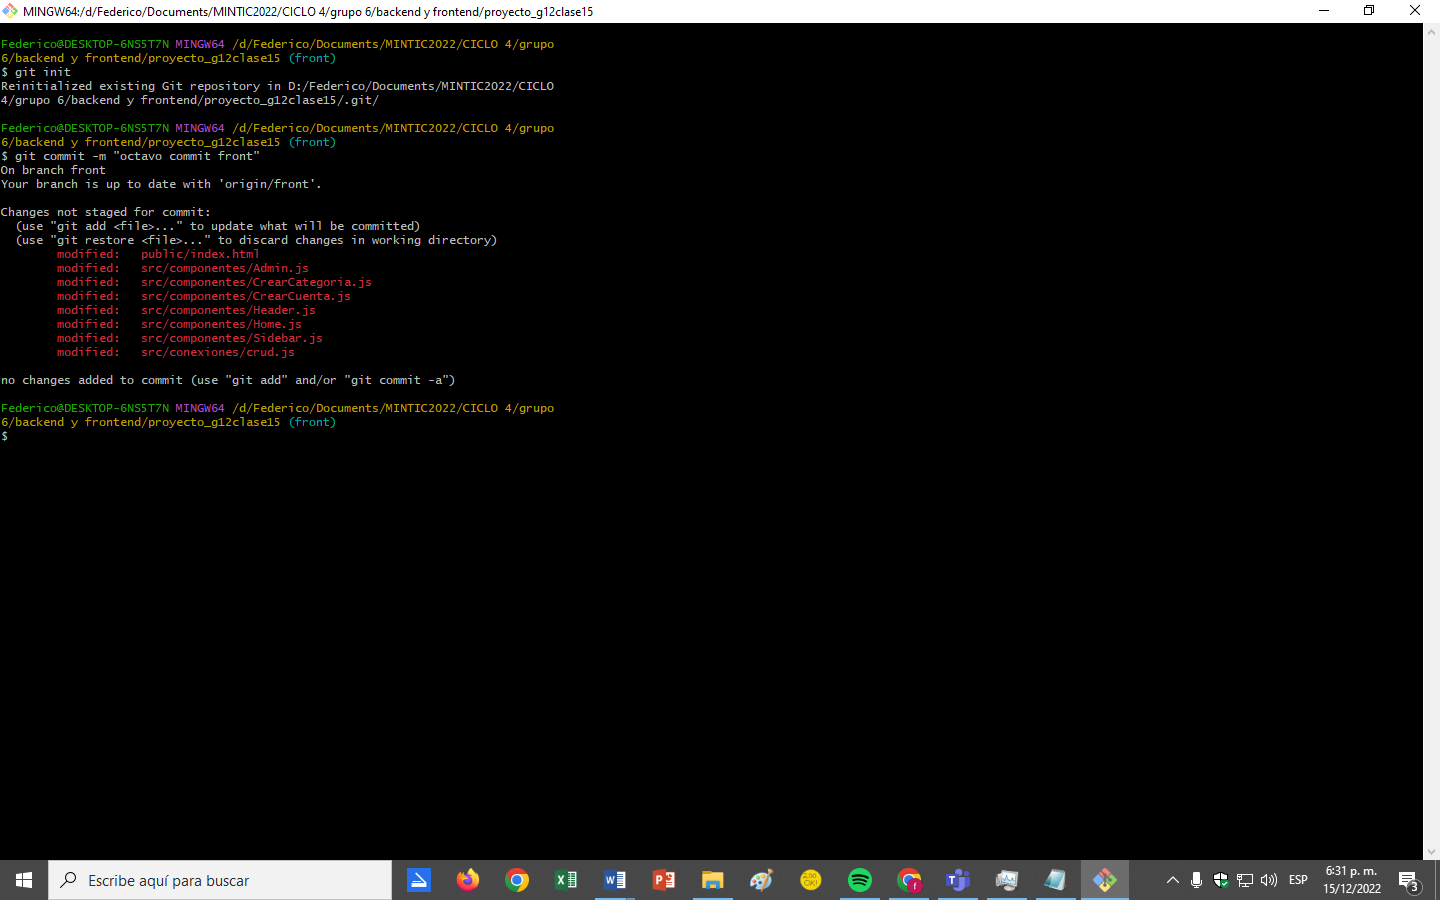 MINGW64:/d/Federico/Documents/MINTIC2022/CICLO 4/grupo 6/backend y frontend/proyecto_g12clase15
Federico@DESKTOP-6NS5T7N MINGW64 /d/Federico/Documents/MINTIC2022/CICLO 4/grupo
6/backend y frontend/proyecto_g12clase15 (front)
$ git init
Reinitialized existing Git repository in D:/Federico/Documents/MINTIC2022/CICLO
4/grupo 6/backend y frontend/proyecto_g12clase15/.git/
Federico@DESKTOP-6NS5T7N MINGW64 /d/Federico/Documents/MINTIC2022/CICLO 4/grupo
6/backend y frontend/proyecto_g12clase15 (front)
$ git commit -m "octavo commit front"
On branch front
Your branch is up to date with 'origin/front'.
Changes not staged for commit:
(use "git add <file>..." to update what will be committed)
(use "git restore <file>..." to discard changes in working directory)
modified:   public/index.html
modified:   src/componentes/Admin.js
modified:   src/componentes/CrearCategoria.js
modified:   src/componentes/CrearCuenta.js
modified:   src/componentes/Header.js
modified:   src/componentes/Home.js
modified:   src/componentes/Sidebar.js
modified:   src/conexiones/crud.js
no changes added to commit (use "git add" and/or "git commit -a")
Federico@DESKTOP-6NS5T7N MINGW64 /d/Federico/Documents/MINTIC2022/CICLO 4/grupo
6/backend y frontend/proyecto_g12clase15 (front)
$
Escribe aquí para buscar
ESP
6:31 p. m.
15/12/2022
3